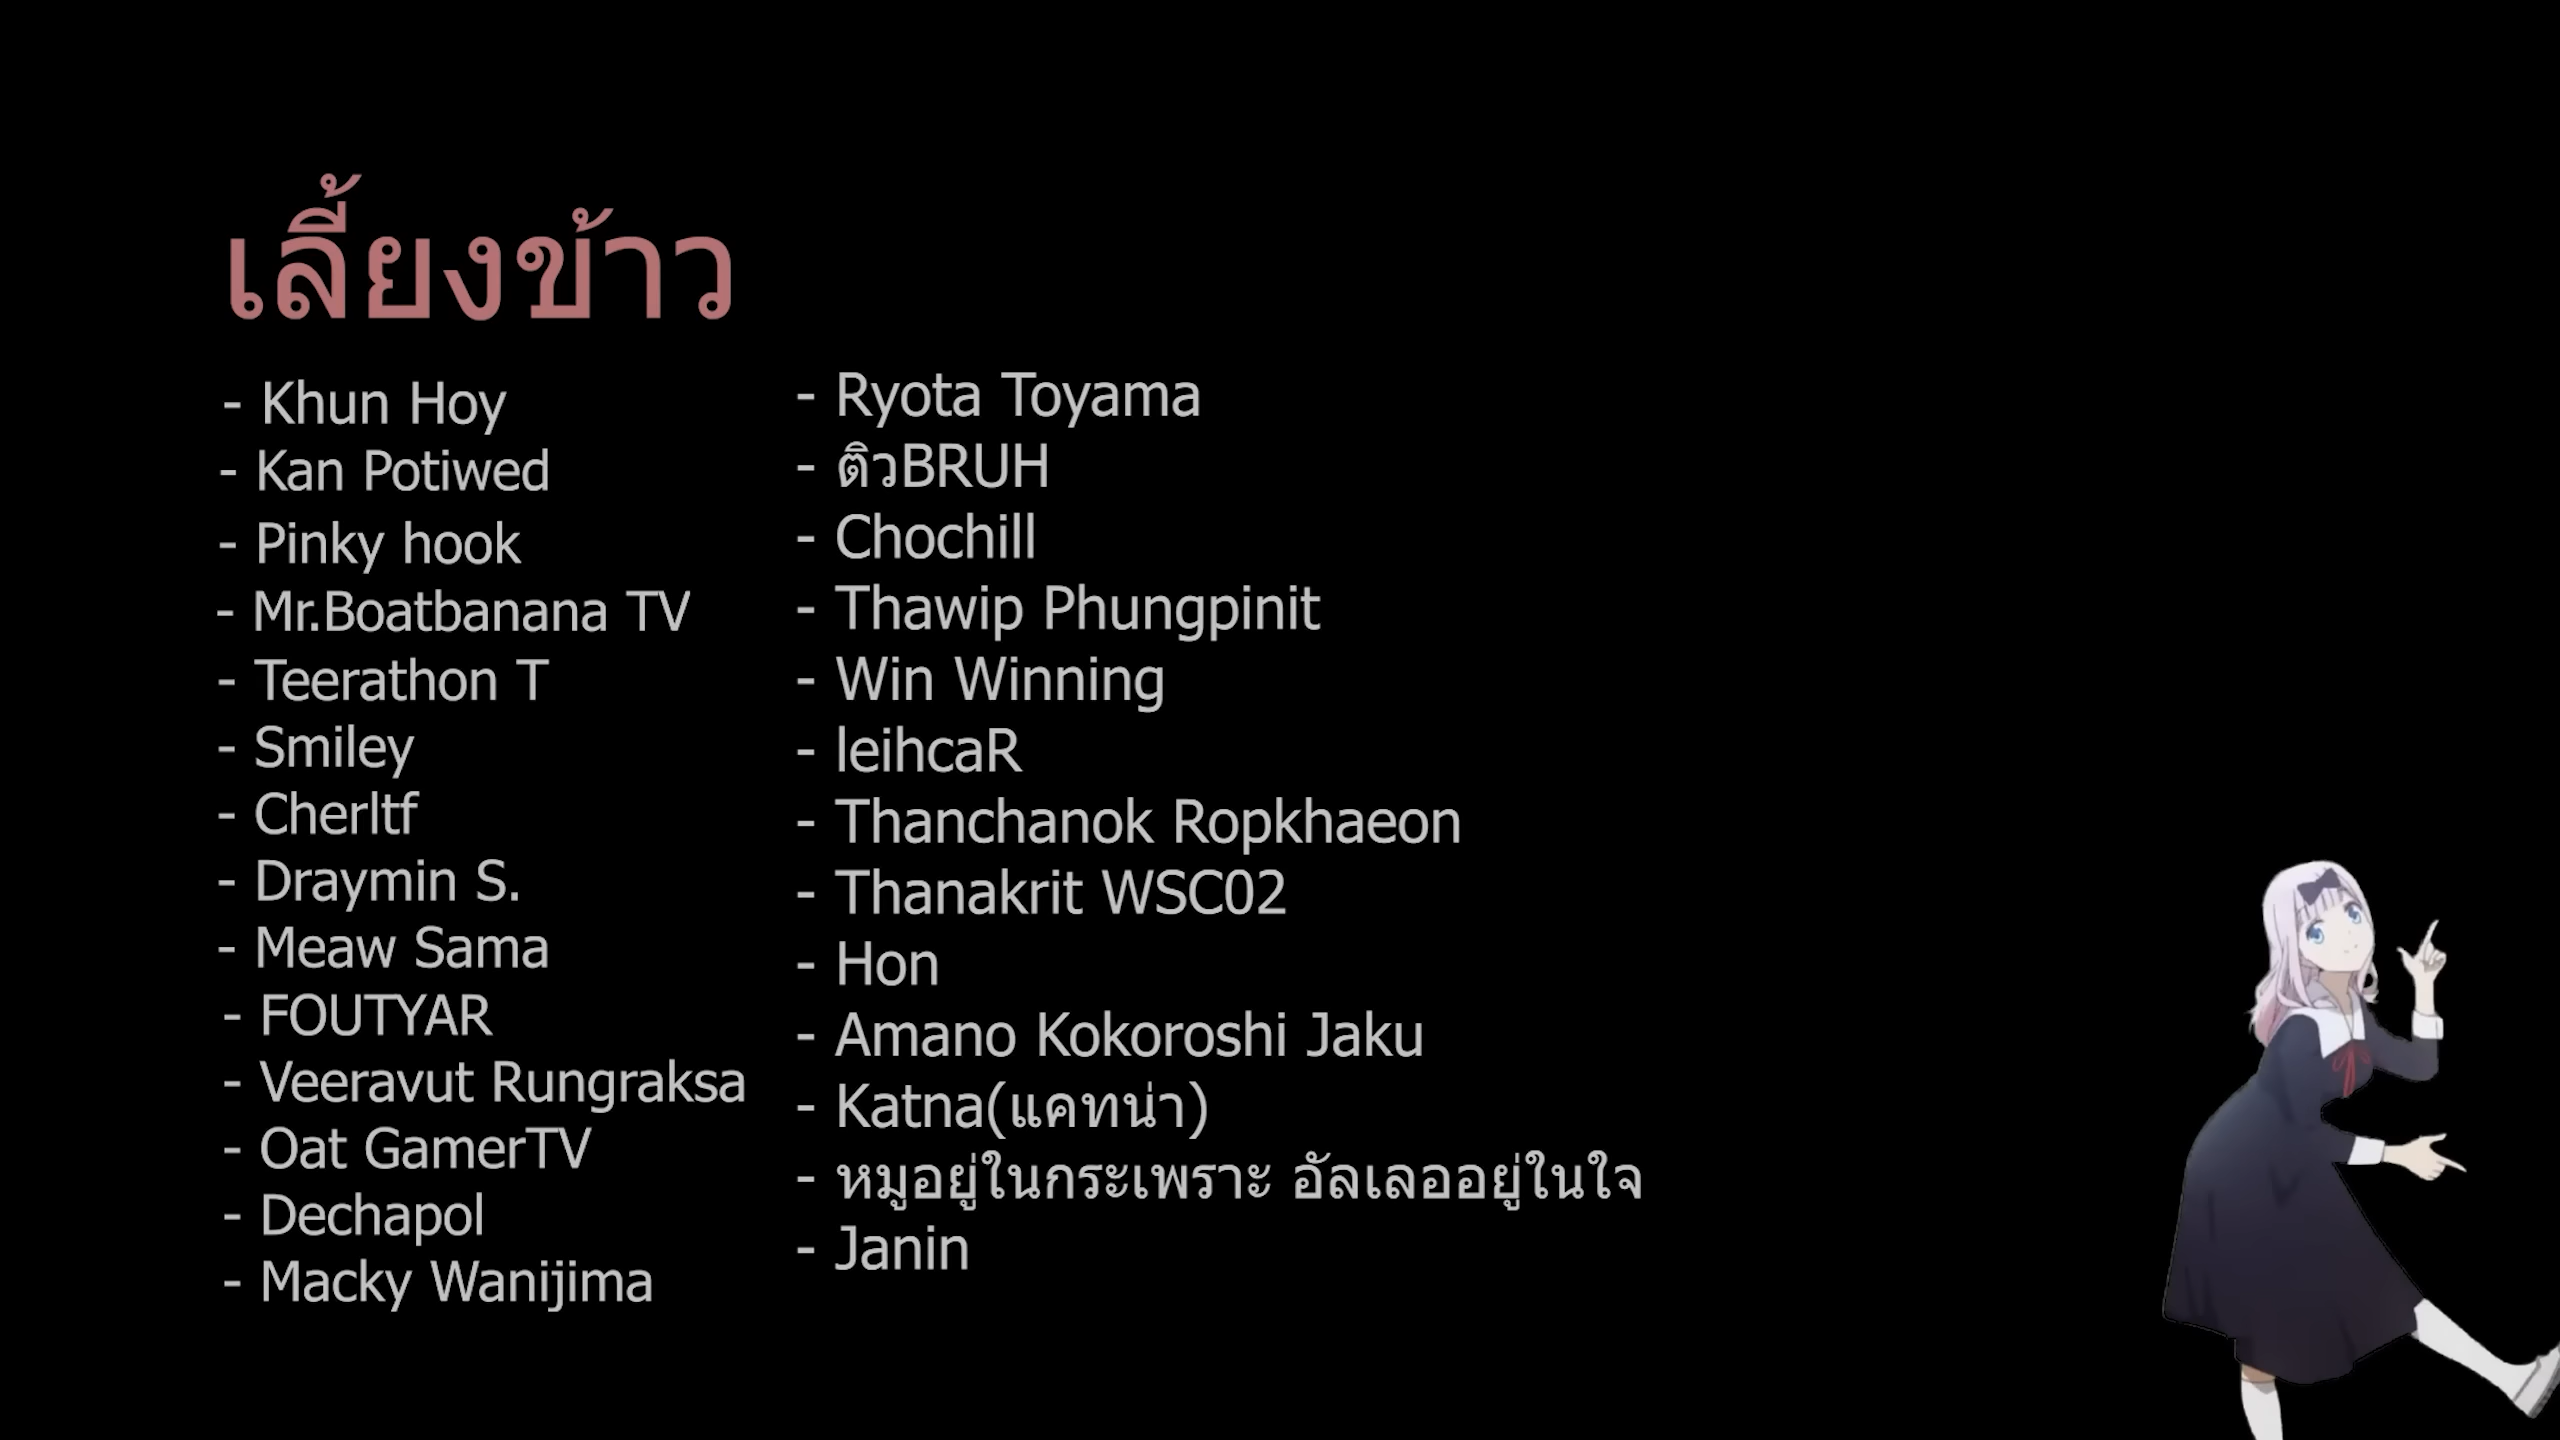 เลี้ยงข้าว
- Khun Hoy
- Kan Potiwed
- Pinky hook
- Mr.Boatbanana TV
- Teerathon T
- Smiley
- Cherltf
- Draymin S.
- Meaw Sama
- FOUTYAR
- Veeravut Rungraksa
- Oat GamerTV
- Dechapol
- Macky Wanijima
- Ryota Toyama
- ติวBRUH
- Chochill
- Thawip Phungpinit
- Win Winning
- leihcaR
- Thanchanok Ropkhaeon
- Thanakrit WSC02
- Hon
- Amano Kokoroshi Jaku
- Katna(แคทน่า)
- หมูอยู่ในกระเพราะ อัลเลออยู่ในใจ
- Janin